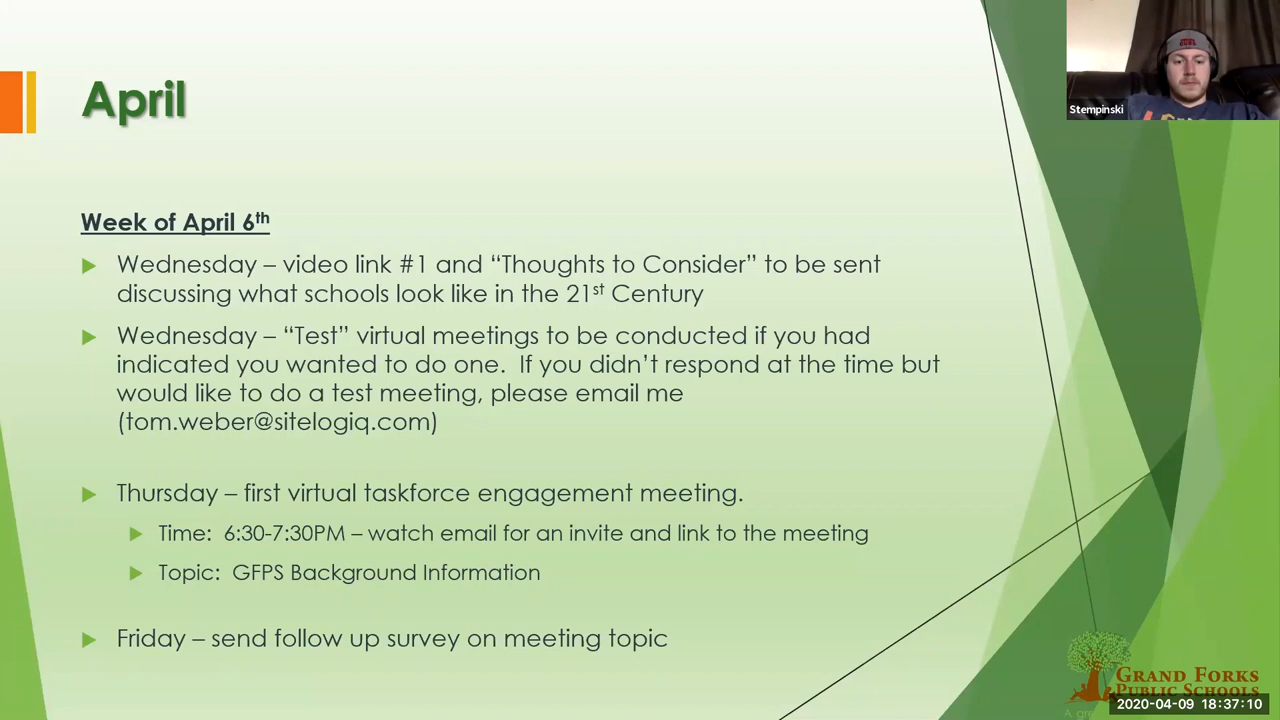 April
Stempinski
Week of April 6th
Wednesday – video link #1 and “Thoughts to Consider” to be sent
discussing what schools look like in the 21st Century
Wednesday – “Test” virtual meetings to be conducted if you had
indicated you wanted to do one.  If you didn’t respond at the time but
would like to do a test meeting, please email me
(tom.weber@sitelogiq.com)
Thursday – first virtual taskforce engagement meeting.
Time:  6:30-7:30PM – watch email for an invite and link to the meeting
Topic:  GFPS Background Information
Friday – send follow up survey on meeting topic
GRAND FORKS
PUBLIC SCHOOLS
2020-04-09 18:37:10